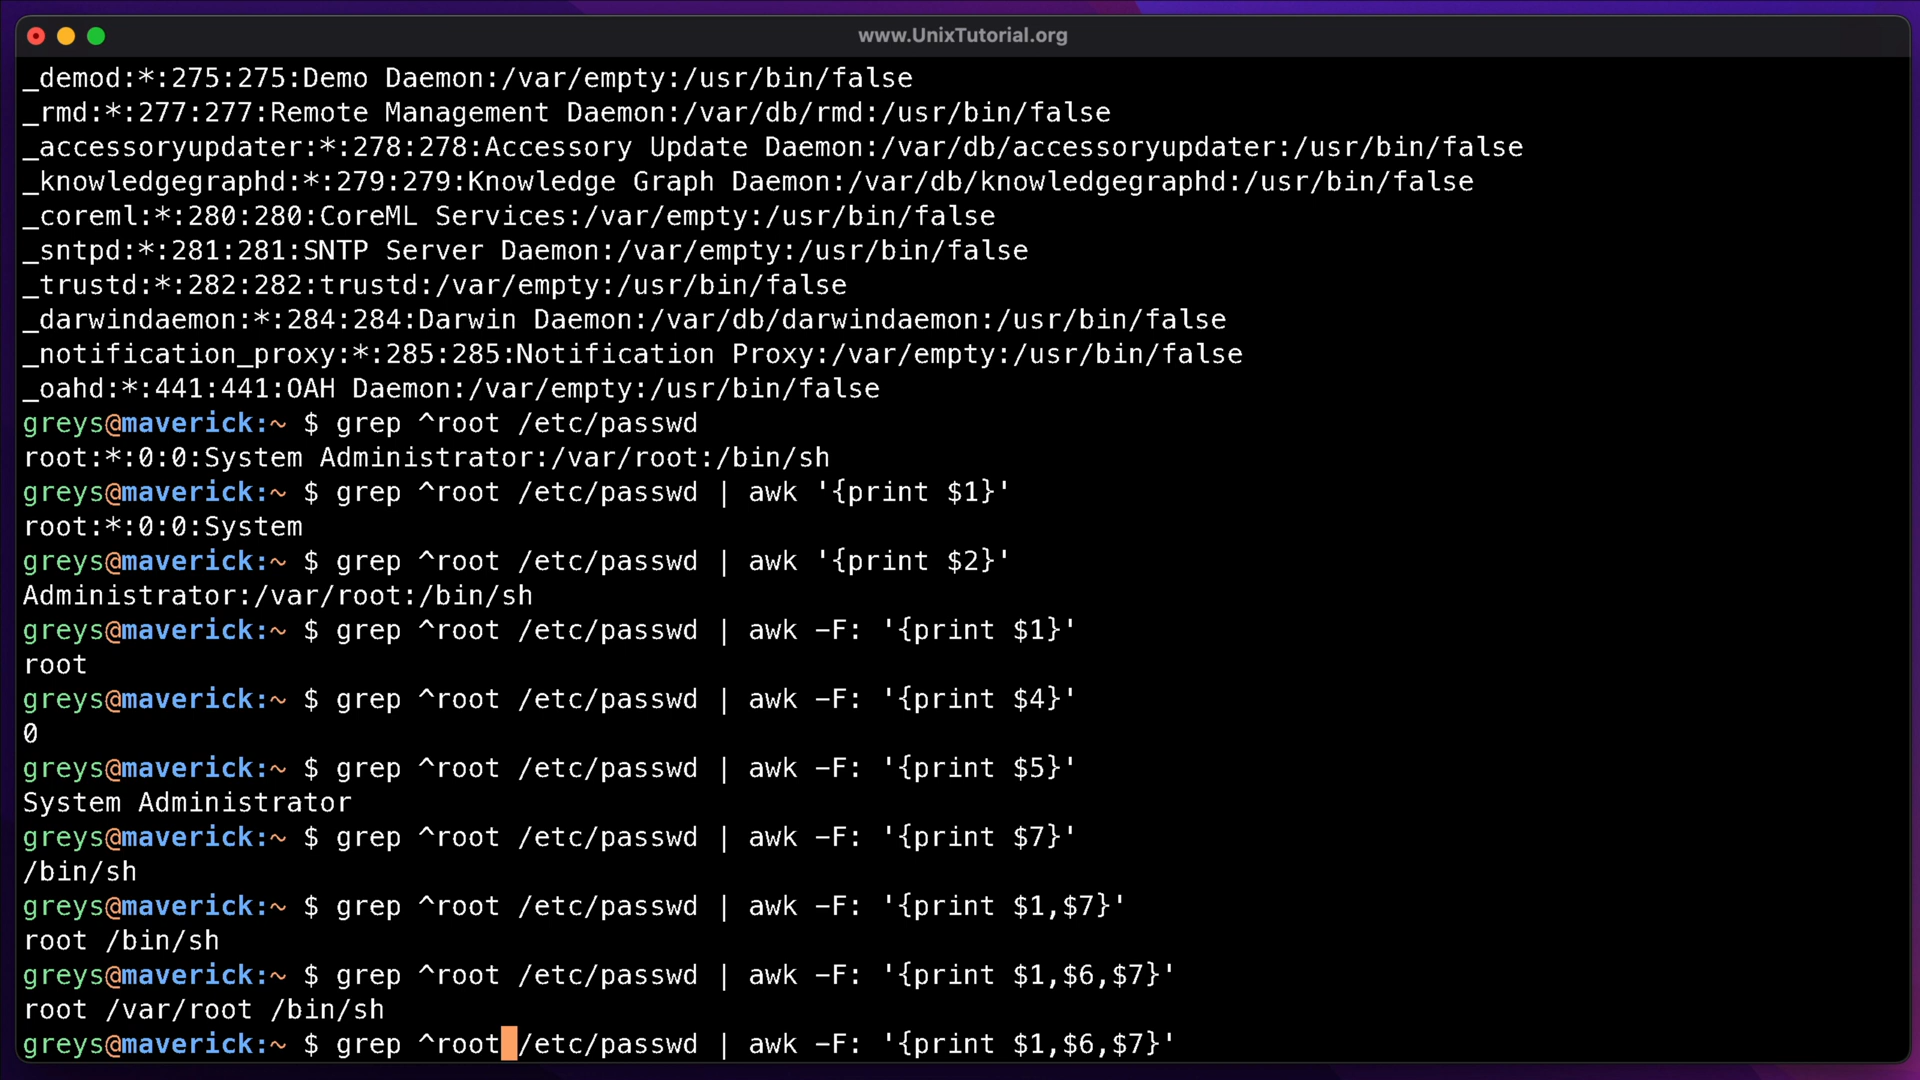 www.UnixTutorial.org
_demod:*:275:275:Demo Daemon:/var/empty:/usr/bin/false
_rmd:*:277:277:Remote Management Daemon:/var/db/rmd:/usr/bin/false
_accessoryupdater:*:278:278:Accessory Update Daemon:/var/db/accessoryupdater:/usr/bin/false
_knowledgegraphd:*:279:279:Knowledge Graph Daemon:/var/db/knowledgegraphd:/usr/bin/false
_coreml:*:280:280:CoreML Services:/var/empty:/usr/bin/false
_sntpd:*:281:281:SNTP Server Daemon:/var/empty:/usr/bin/false
_trustd:*:282:282:trustd:/var/empty:/usr/bin/false
_darwindaemon:*:284:284:Darwin Daemon:/var/db/darwindaemon:/usr/bin/false
_notification_proxy:*:285:285:Notification Proxy:/var/empty:/usr/bin/false
_oahd:*:441:441:OAH Daemon:/var/empty:/usr/bin/false
greys@maverick:~ $ grep ^root /etc/passwd
root:*:0:0:System Administrator:/var/root:/bin/sh
greys@maverick:~ $ grep ^root /etc/passwd | awk '{print $1}'
root:*:0:0:System
greys@maverick:~ $ grep ^root /etc/passwd | awk '{print $2}'
Administrator:/var/root:/bin/sh
greys@maverick:~ $ grep ^root /etc/passwd | awk -F: '{print $1}'
root
greys@maverick:~ $ grep ^root /etc/passwd | awk -F: '{print $4}'
0
greys@maverick:~ $ grep ^root /etc/passwd | awk -F: '{print $5}'
System Administrator
greys@maverick:~ $ grep ^root /etc/passwd | awk -F: '{print $7}'
/bin/sh
greys@maverick:~ $ grep ^root /etc/passwd | awk -F: '{print $1,$7}'
root /bin/sh
greys@maverick:~ $ grep ^root /etc/passwd | awk -F: '{print $1,$6,$7}'
root /var/root /bin/sh
greys@maverick:~ $ grep ^root /etc/passwd | awk -F: '{print $1,$6,$7}'